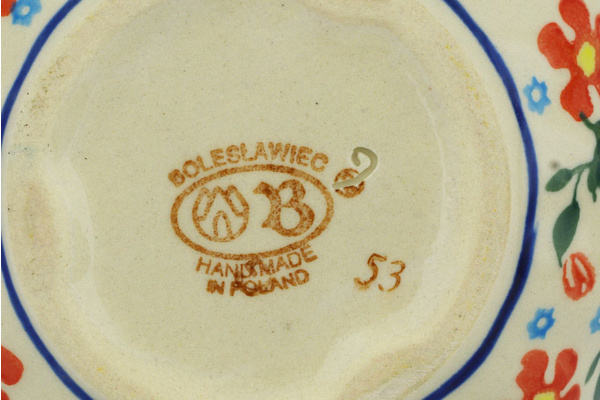 BOLESLAWIEC
B
2
HANDMADE
IN POLAND
53